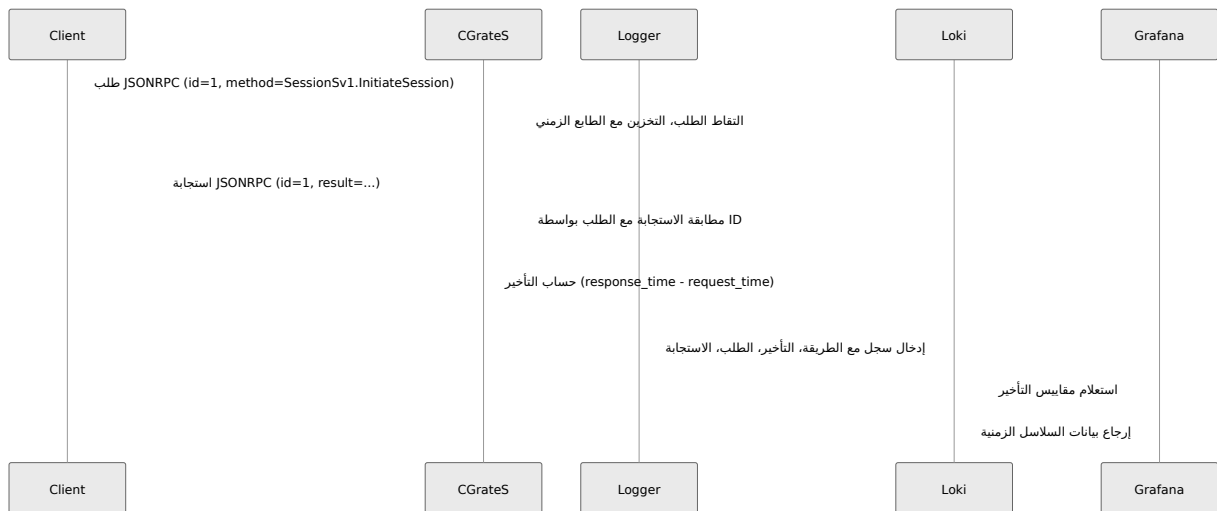 Client
CGrateS
Logger
Loki
Grafana
طلب JSONRPC (id=1, method=SessionSv1.InitiateSession)
التقاط الطلب، التخزين مع الطابع الزمني
استجابة JSONRPC (id=1, result=...)
مطابقة الاستجابة مع الطلب بواسطة ID
حساب التأخير (response_time - request_time)
إدخال سجل مع الطريقة، التأخير، الطلب، الاستجابة
استعلام مقاييس التأخير
إرجاع بيانات السلاسل الزمنية
Client
CGrateS
Logger
Loki
Grafana